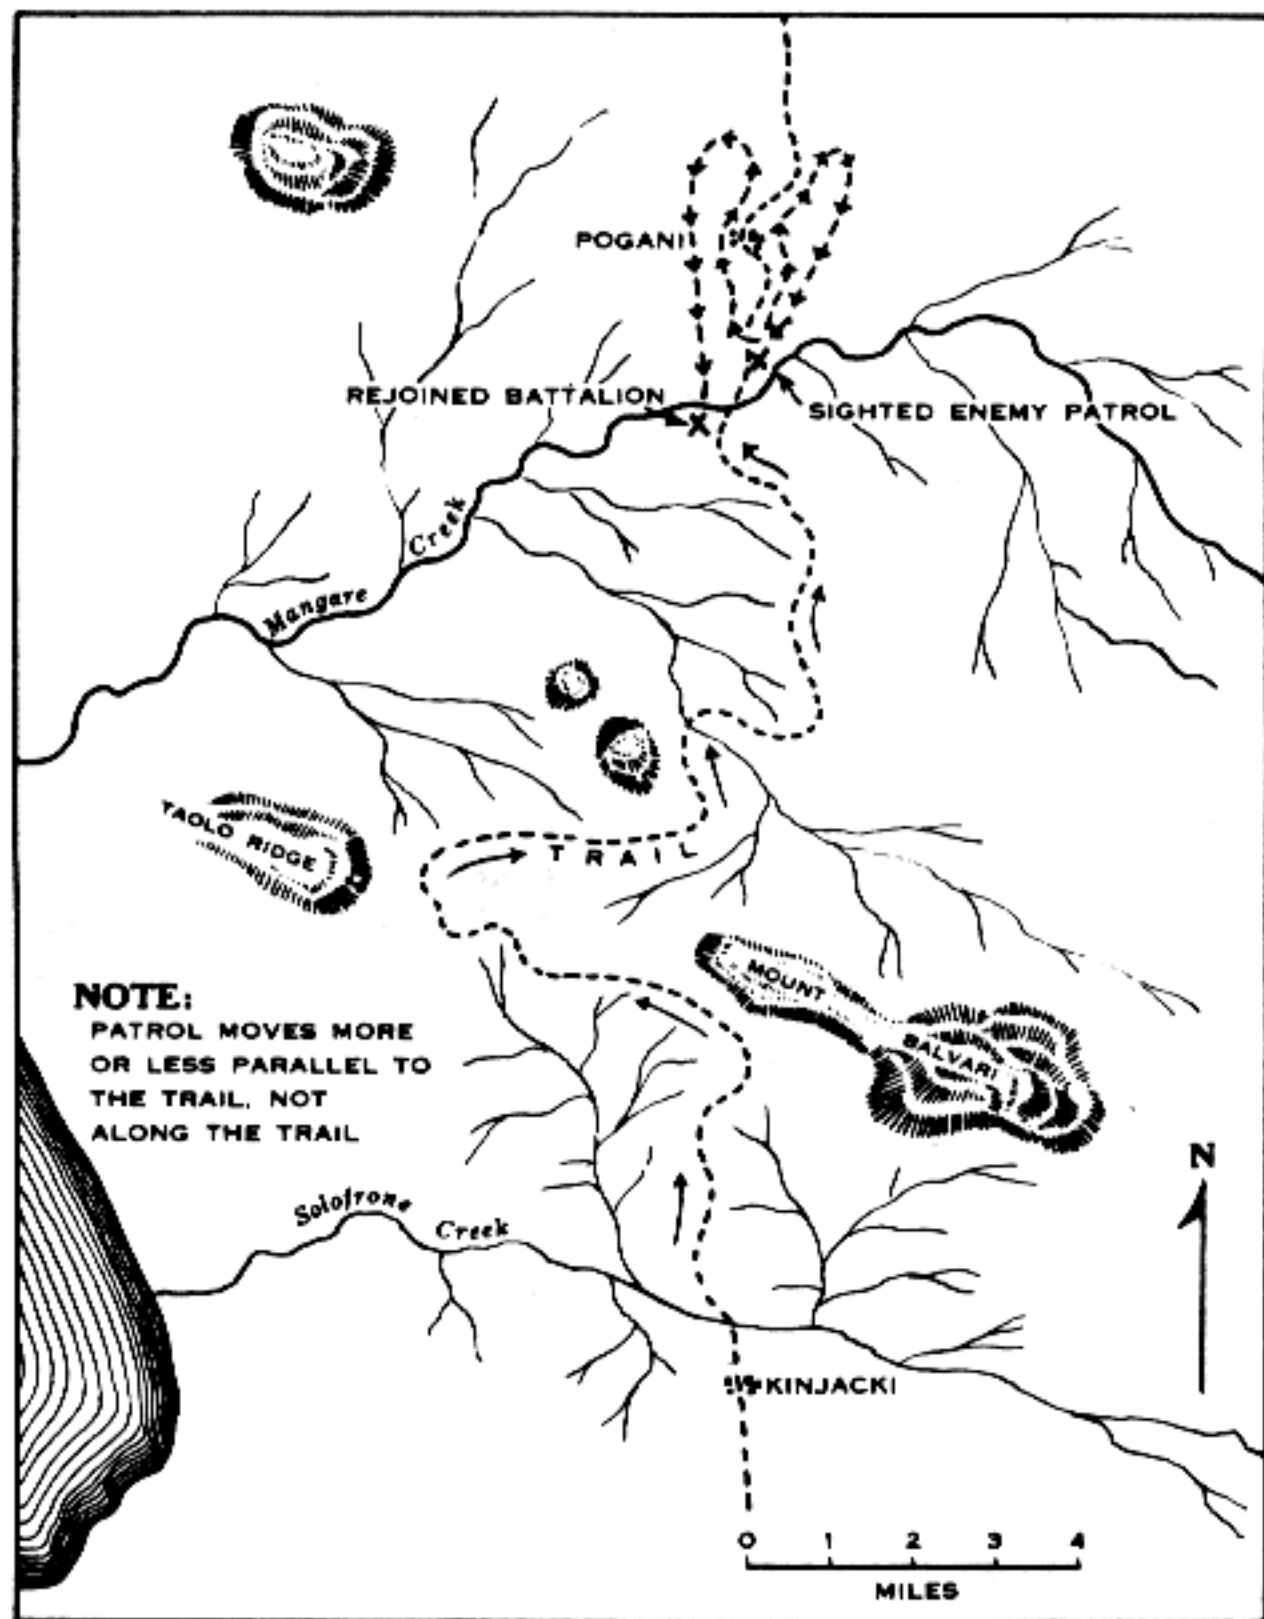 POGANI
REJOINED BATTALION
SIGHTED ENEMY PATROL
Mangare Creek
TAOLO RIDGE
TRAIL
MOUNT
BALVARI
NOTE:
PATROL MOVES MORE
OR LESS PARALLEL TO
THE TRAIL, NOT
ALONG THE TRAIL
Solofrone Creek
N
KINJACKI
0 1 2 3 4
MILES